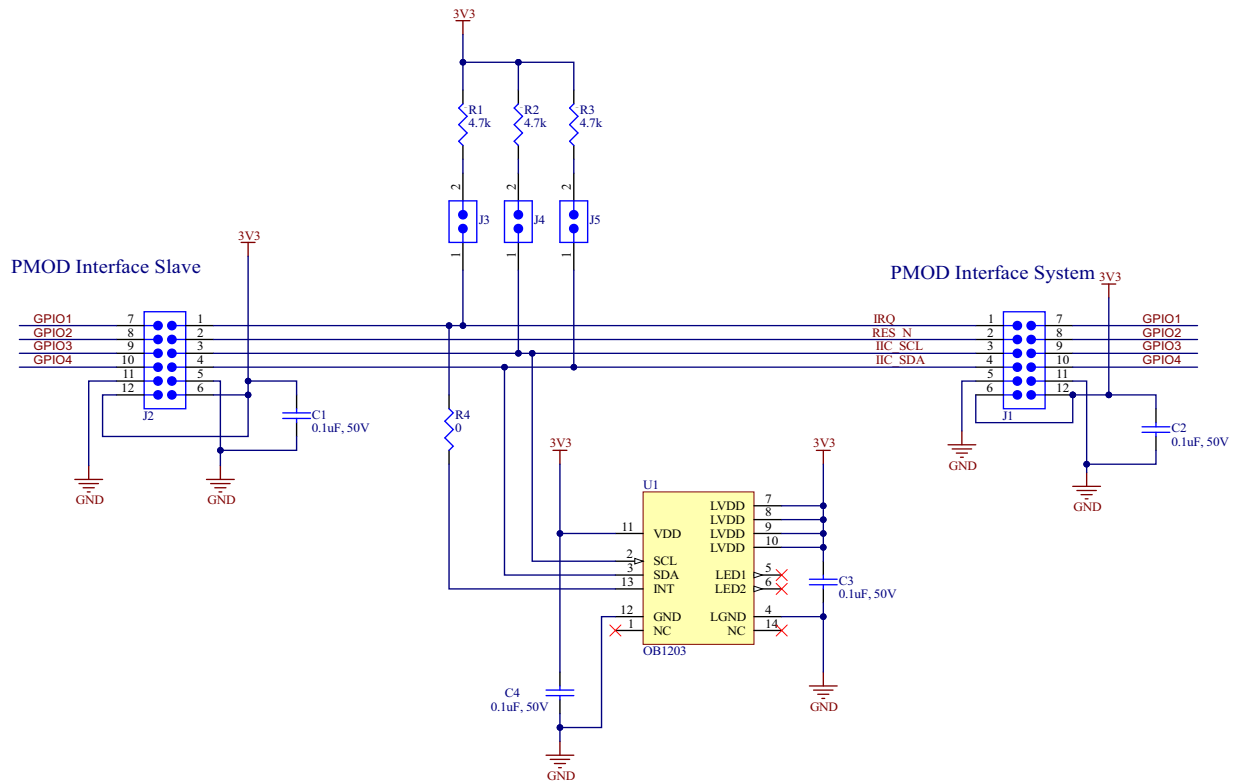 3V3
R1
4.7k
R2
4.7k
R3
4.7k
2
2
2
J3
J4
J5
1
1
1
PMOD Interface Slave
3V3
PMOD Interface System
3V3
GPIO1
7
1
IRQ
1
7
GPIO1
GPIO2
8
2
RES_N
2
8
GPIO2
GPIO3
9
3
IIC_SCL
3
9
GPIO3
GPIO4
10
4
IIC_SDA
4
10
GPIO4
11
5
5
11
12
6
6
12
J2
J1
C1
0.1uF, 50V
R4
0
C2
0.1uF, 50V
GND
GND
GND
GND
3V3
3V3
U1
11
VDD
2
SCL
3
SDA
13
INT
12
GND
1
NC
LVDD
7
LVDD
8
LVDD
9
LVDD
10
LED1
5
LED2
6
LGND
4
NC
14
OB1203
C3
0.1uF, 50V
C4
0.1uF, 50V
GND
GND